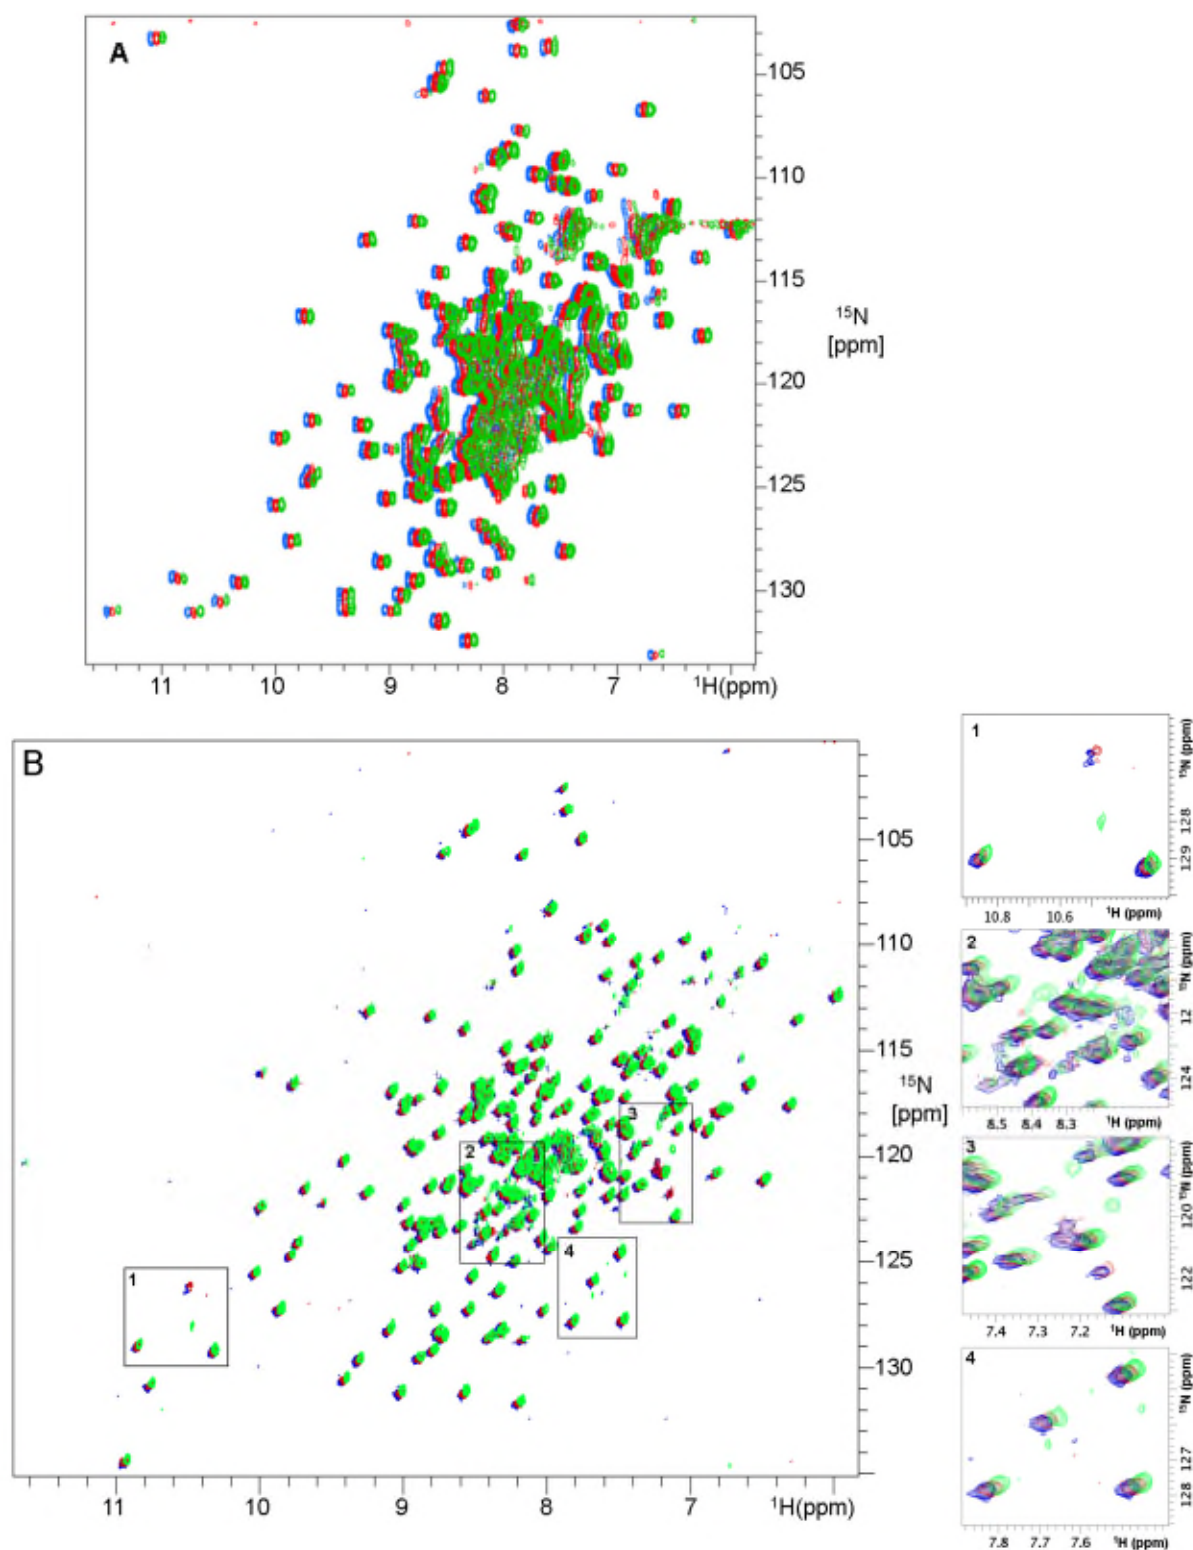 A
105
110
115
¹⁵N
[ppm]
120
125
130
11 10 9 8 7 ¹H(ppm)
B
105
110
115
¹⁵N
[ppm]
120
125
130
1
2
3
4
11 10 9 8 7 ¹H(ppm)
1
¹⁵N (ppm)
128
129
10.8 10.6 ¹H (ppm)
2
¹⁵N (ppm)
12
124
8.5 8.4 8.3 ¹H (ppm)
3
¹⁵N (ppm)
120
122
7.4 7.3 7.2 ¹H (ppm)
4
¹⁵N (ppm)
127
128
7.8 7.7 7.6 ¹H (ppm)